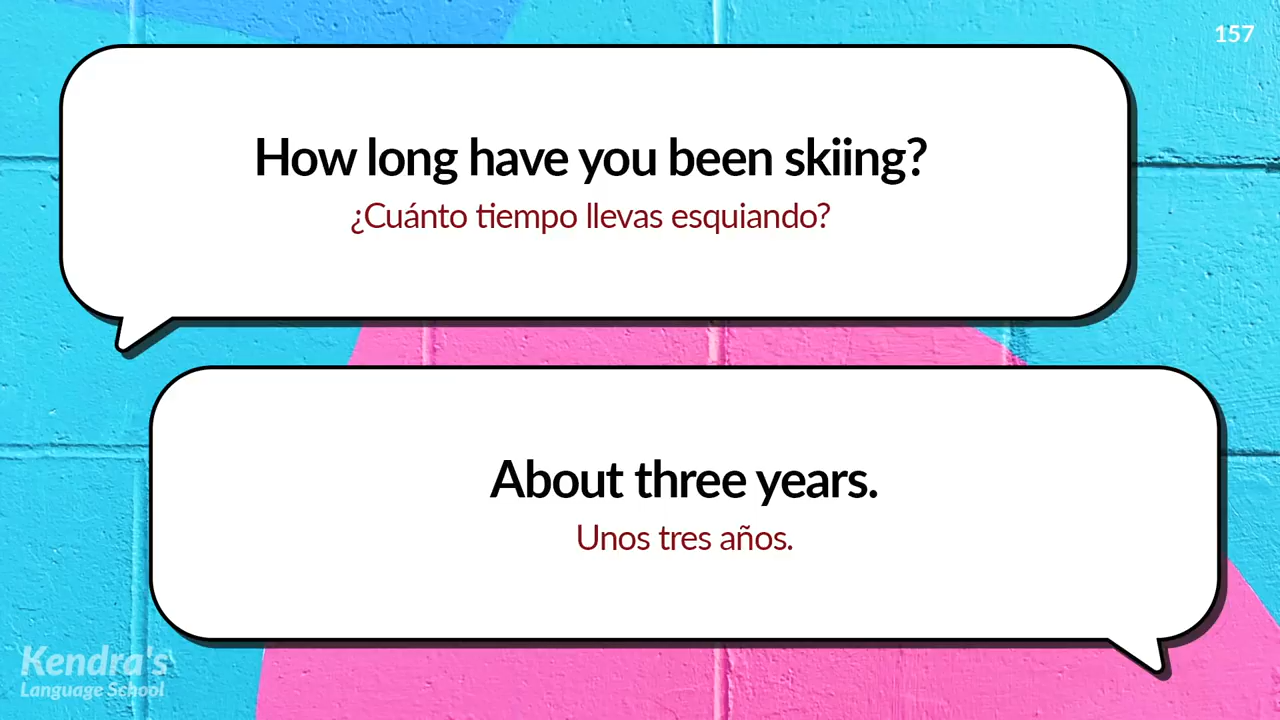 157
How long have you been skiing?
¿Cuánto tiempo llevas esquiando?
About three years.
Unos tres años.
Kendra's
Language School